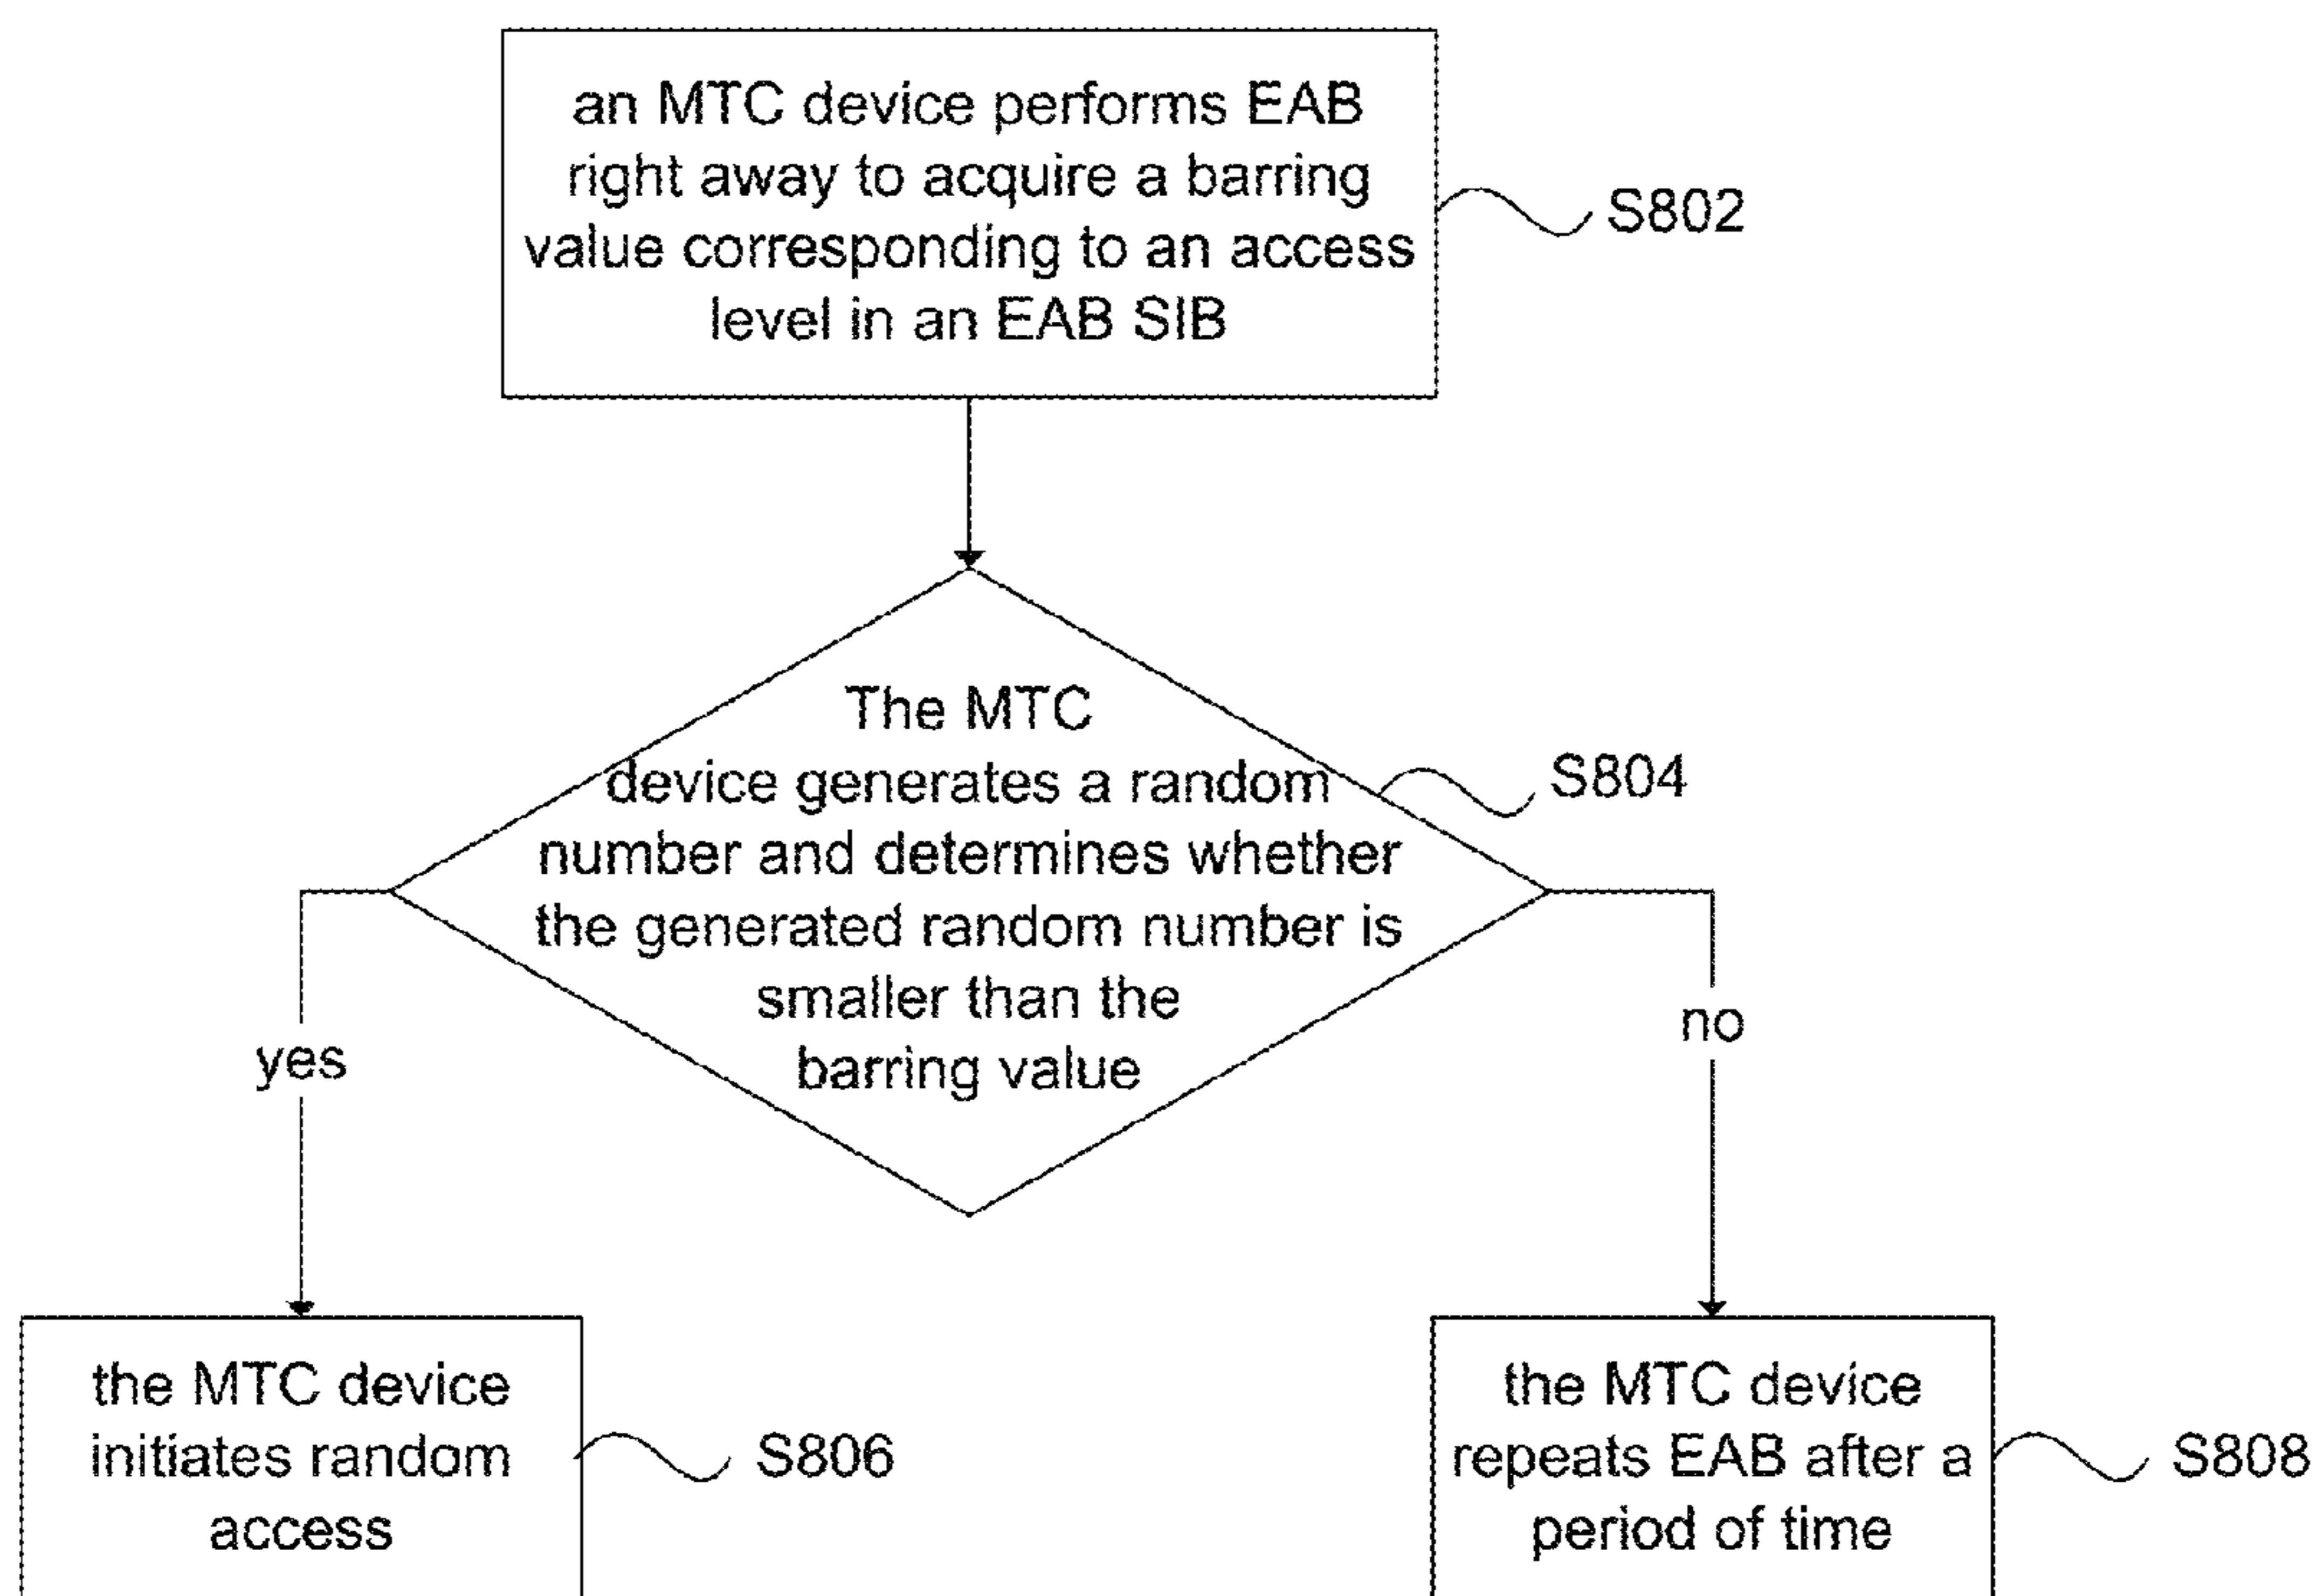 an MTC device performs EAB
right away to acquire a barring
value corresponding to an access
level in an EAB SIB
S802
The MTC
device generates a random
number and determines whether
the generated random number is
smaller than the
barring value
S804
yes
no
the MTC device
initiates random
access
S806
the MTC device
repeats EAB after a
period of time
S808